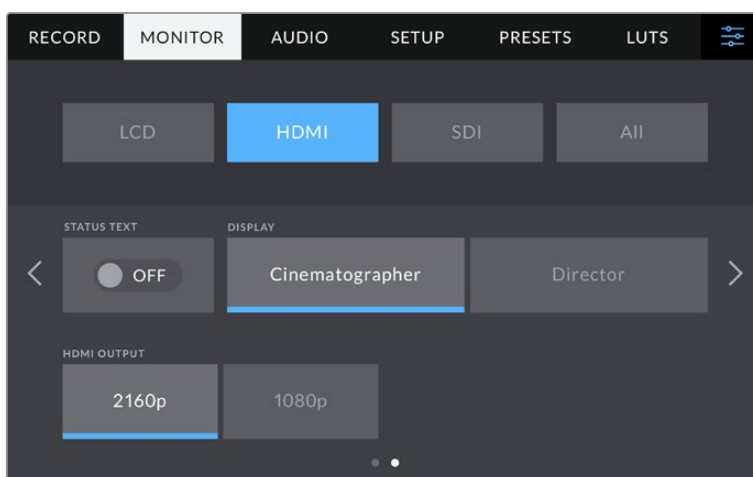 RECORD MONITOR AUDIO SETUP PRESETS LUTS
LCD HDMI SDI All
STATUS TEXT DISPLAY
OFF Cinematographer Director
HDMI OUTPUT
2160p 1080p